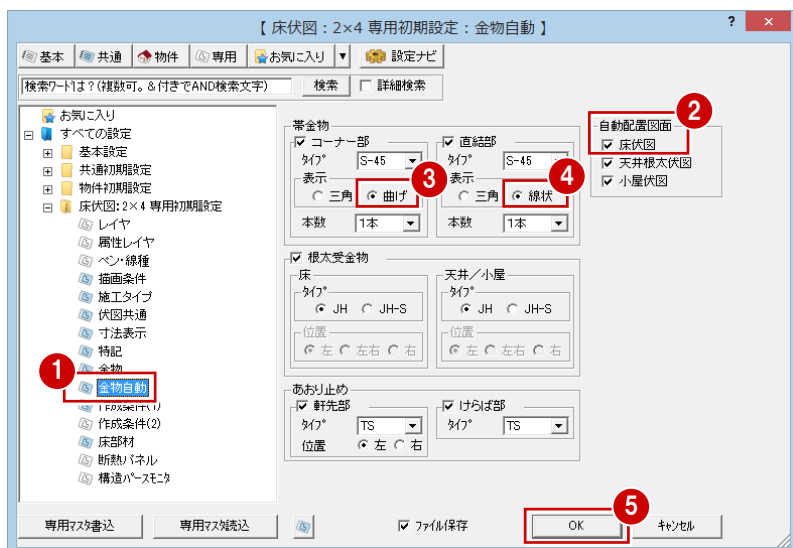 【 床伏図：2×4 専用初期設定：金物自動 】
? ×
基本 共通 物件 専用 お気に入り ▼ 設定ナビ
検索ワードは？(複数可。&付きでAND検索文字) 検索 詳細検索
お気に入り
すべての設定
基本設定
共通初期設定
物件初期設定
床伏図：2×4 専用初期設定
レイヤ
属性レイヤ
ペン・線種
描画条件
施工タイプ
伏図共通
寸法表示
特記
金物
1
金物自動
作成条件(1)
作成条件(2)
床部材
断熱パネル
構造パースモニタ
帯金物
コーナー部
タイプ S-45
表示
3
三角 曲げ
本数 1本
直結部
タイプ S-45
表示
4
三角 線状
本数 1本
2
自動配置図面
床伏図
天井根太伏図
小屋伏図
根太受金物
床
タイプ
JH JH-S
位置
左 左右 右
天井／小屋
タイプ
JH JH-S
位置
左 左右 右
あおり止め
軒先部
タイプ TS
位置 左 右
けらば部
タイプ TS
専用マスタ書込 専用マスタ読込 ファイル保存 OK キャンセル
5